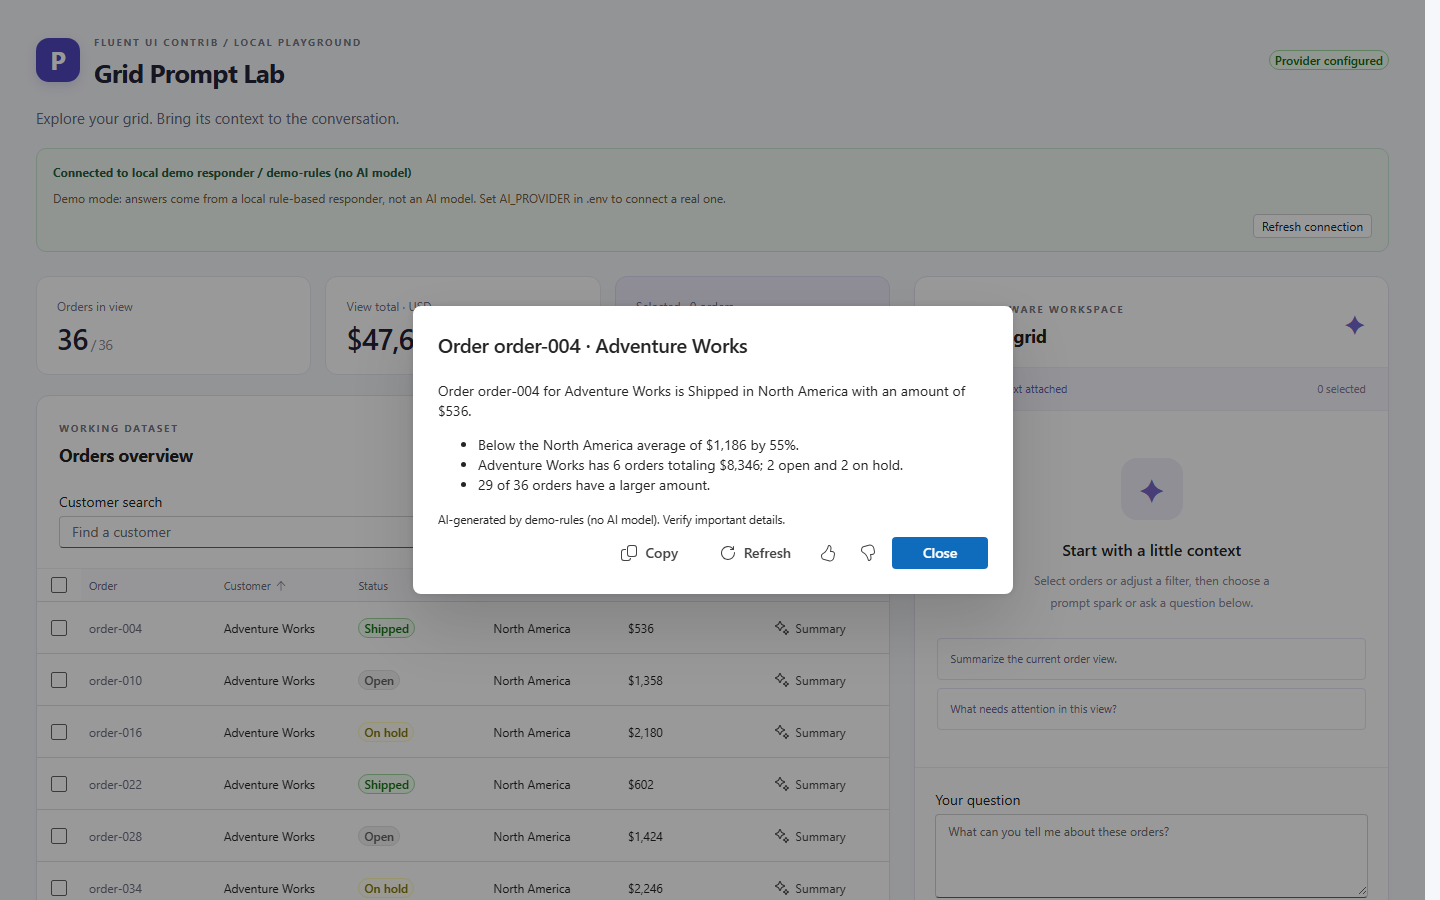 P
FLUENT UI CONTRIB / LOCAL PLAYGROUND
Grid Prompt Lab
Provider configured
Explore your grid. Bring its context to the conversation.
Connected to local demo responder / demo-rules (no AI model)
Demo mode: answers come from a local rule-based responder, not an AI model. Set AI_PROVIDER in .env to connect a real one.
Refresh connection
Orders in view
36 / 36
View total · USD
$47,6
Selected · 0 orders
WARE WORKSPACE
grid
xt attached
0 selected
Order order-004 · Adventure Works
Order order-004 for Adventure Works is Shipped in North America with an amount of
$536.
Below the North America average of $1,186 by 55%.
Adventure Works has 6 orders totaling $8,346; 2 open and 2 on hold.
29 of 36 orders have a larger amount.
AI-generated by demo-rules (no AI model). Verify important details.
Copy Refresh Close
WORKING DATASET
Orders overview
Customer search
Find a customer
Order Customer Status
order-004 Adventure Works Shipped North America $536 Summary
order-010 Adventure Works Open North America $1,358 Summary
order-016 Adventure Works On hold North America $2,180 Summary
order-022 Adventure Works Shipped North America $602 Summary
order-028 Adventure Works Open North America $1,424 Summary
order-034 Adventure Works On hold North America $2,246 Summary
Start with a little context
Select orders or adjust a filter, then choose a
prompt spark or ask a question below.
Summarize the current order view.
What needs attention in this view?
Your question
What can you tell me about these orders?